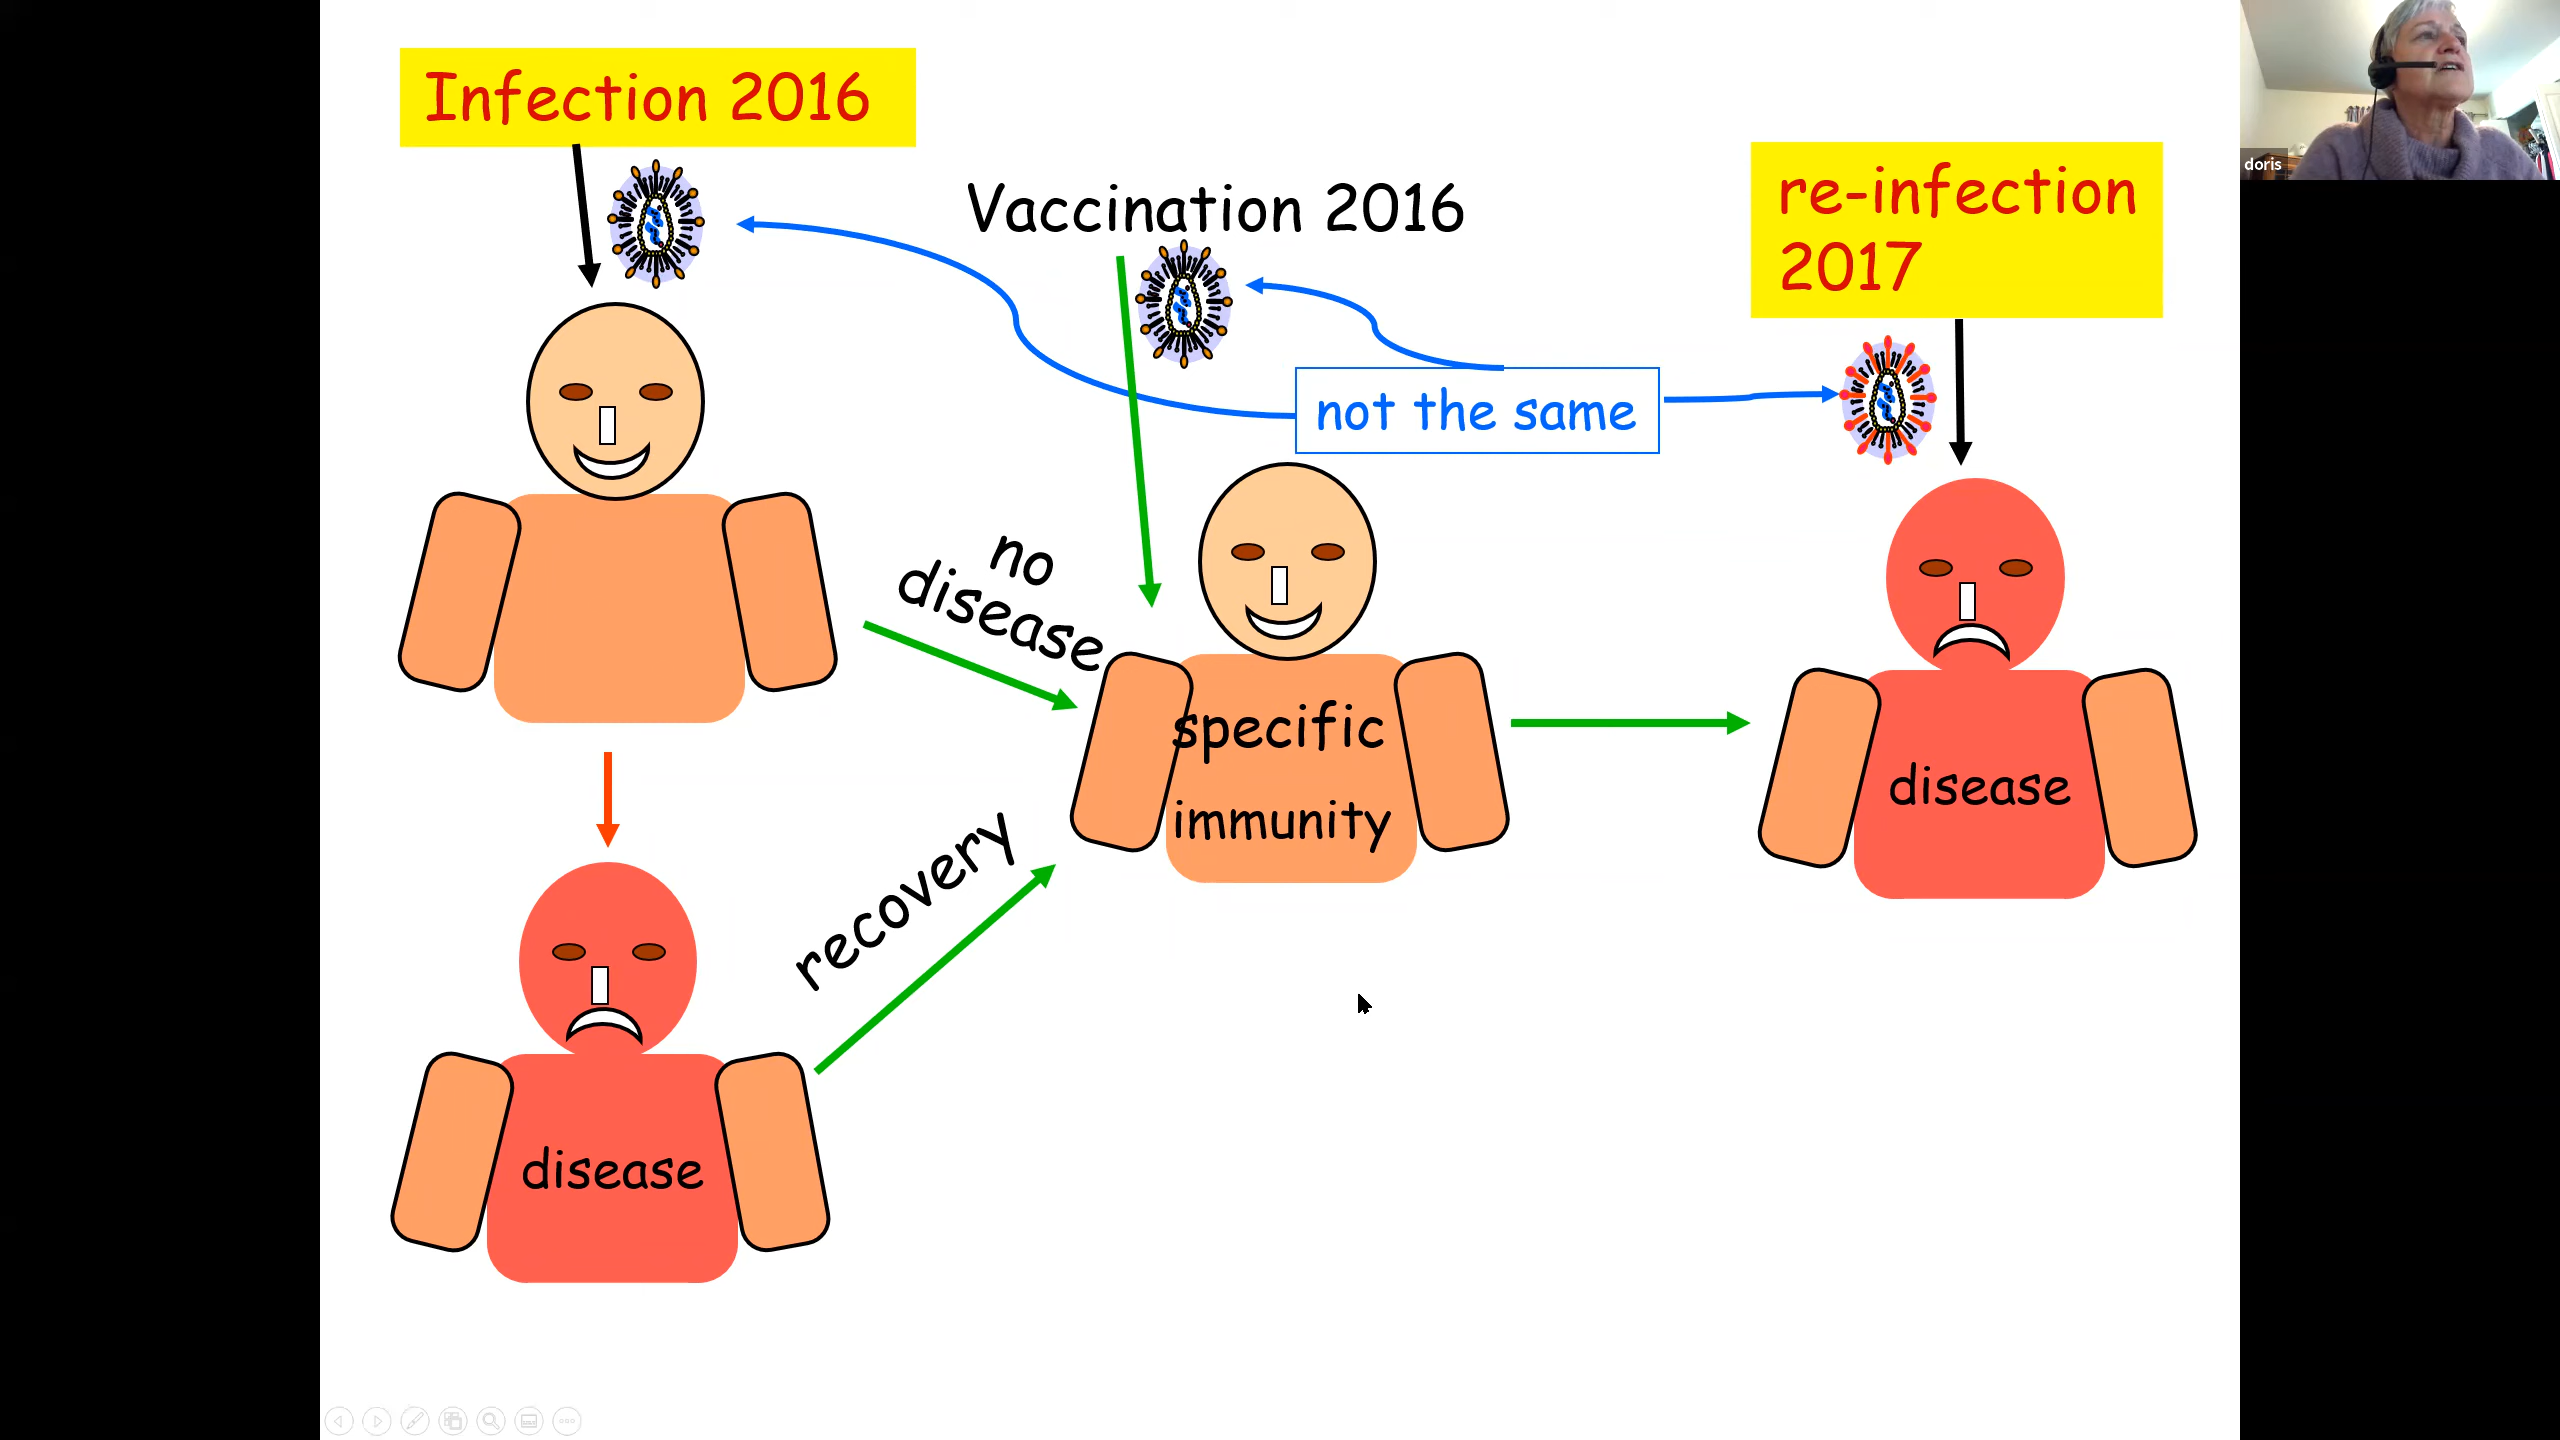 Infection 2016
Vaccination 2016
re-infection
2017
doris
not the same
no
disease
specific
immunity
disease
recovery
disease